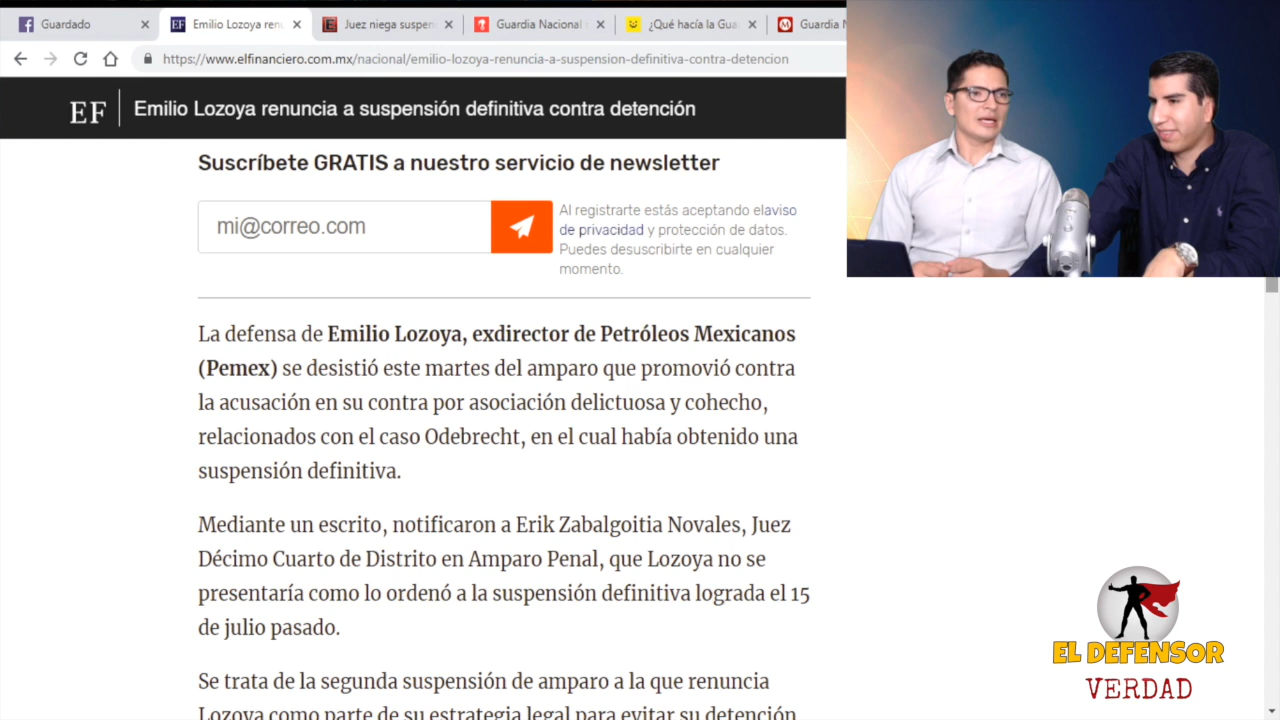 Guardado
Emilio Lozoya ren
Juez niega suspen
Guardia Nacional
¿Qué hacía la Gua
Guardia N
https://www.elfinanciero.com.mx/nacional/emilio-lozoya-renuncia-a-suspension-definitiva-contra-detencion
EF Emilio Lozoya renuncia a suspensión definitiva contra detención
Suscríbete GRATIS a nuestro servicio de newsletter
mi@correo.com
Al registrarte estás aceptando elaviso
de privacidad y protección de datos.
Puedes desuscribirte en cualquier
momento.
La defensa de Emilio Lozoya, exdirector de Petróleos Mexicanos
(Pemex) se desistió este martes del amparo que promovió contra
la acusación en su contra por asociación delictuosa y cohecho,
relacionados con el caso Odebrecht, en el cual había obtenido una
suspensión definitiva.
Mediante un escrito, notificaron a Erik Zabalgoitia Novales, Juez
Décimo Cuarto de Distrito en Amparo Penal, que Lozoya no se
presentaría como lo ordenó a la suspensión definitiva lograda el 15
de julio pasado.
Se trata de la segunda suspensión de amparo a la que renuncia
Lozoya como parte de su estrategia legal para evitar su detención
EL DEFENSOR
VERDAD